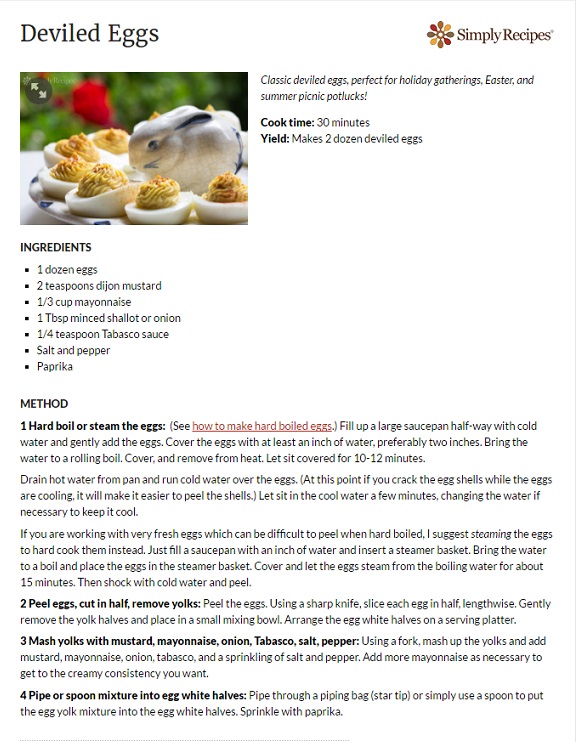 Deviled Eggs
SimplyRecipes®
SimplyRecipes
Classic deviled eggs, perfect for holiday gatherings, Easter, and
summer picnic potlucks!
Cook time: 30 minutes
Yield: Makes 2 dozen deviled eggs
INGREDIENTS
▪ 1 dozen eggs
▪ 2 teaspoons dijon mustard
▪ 1/3 cup mayonnaise
▪ 1 Tbsp minced shallot or onion
▪ 1/4 teaspoon Tabasco sauce
▪ Salt and pepper
▪ Paprika
METHOD
1 Hard boil or steam the eggs: (See how to make hard boiled eggs.) Fill up a large saucepan half-way with cold
water and gently add the eggs. Cover the eggs with at least an inch of water, preferably two inches. Bring the
water to a rolling boil. Cover, and remove from heat. Let sit covered for 10-12 minutes.
Drain hot water from pan and run cold water over the eggs. (At this point if you crack the egg shells while the eggs
are cooling, it will make it easier to peel the shells.) Let sit in the cool water a few minutes, changing the water if
necessary to keep it cool.
If you are working with very fresh eggs which can be difficult to peel when hard boiled, I suggest steaming the eggs
to hard cook them instead. Just fill a saucepan with an inch of water and insert a steamer basket. Bring the water
to a boil and place the eggs in the steamer basket. Cover and let the eggs steam from the boiling water for about
15 minutes. Then shock with cold water and peel.
2 Peel eggs, cut in half, remove yolks: Peel the eggs. Using a sharp knife, slice each egg in half, lengthwise. Gently
remove the yolk halves and place in a small mixing bowl. Arrange the egg white halves on a serving platter.
3 Mash yolks with mustard, mayonnaise, onion, Tabasco, salt, pepper: Using a fork, mash up the yolks and add
mustard, mayonnaise, onion, tabasco, and a sprinkling of salt and pepper. Add more mayonnaise as necessary to
get to the creamy consistency you want.
4 Pipe or spoon mixture into egg white halves: Pipe through a piping bag (star tip) or simply use a spoon to put
the egg yolk mixture into the egg white halves. Sprinkle with paprika.